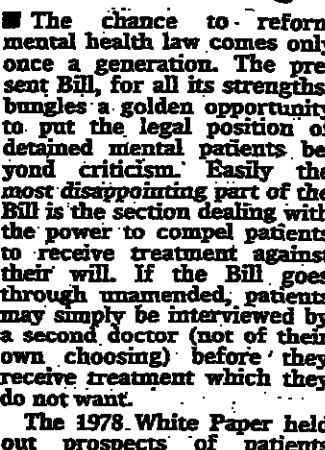 ■ The chance to reform
mental health law comes only
once a generation. The pre-
sent Bill, for all its strengths,
bungles a golden opportunity
to put the legal position of
detained mental patients be-
yond criticism. Easily the
most disappointing part of the
Bill is the section dealing with
the power to compel patients
to receive treatment against
their will. If the Bill goes
through unamended, patients
may simply be interviewed by
a second doctor (not of their
own choosing) before they
receive treatment which they
do not want.
The 1978 White Paper held
out prospects of patients